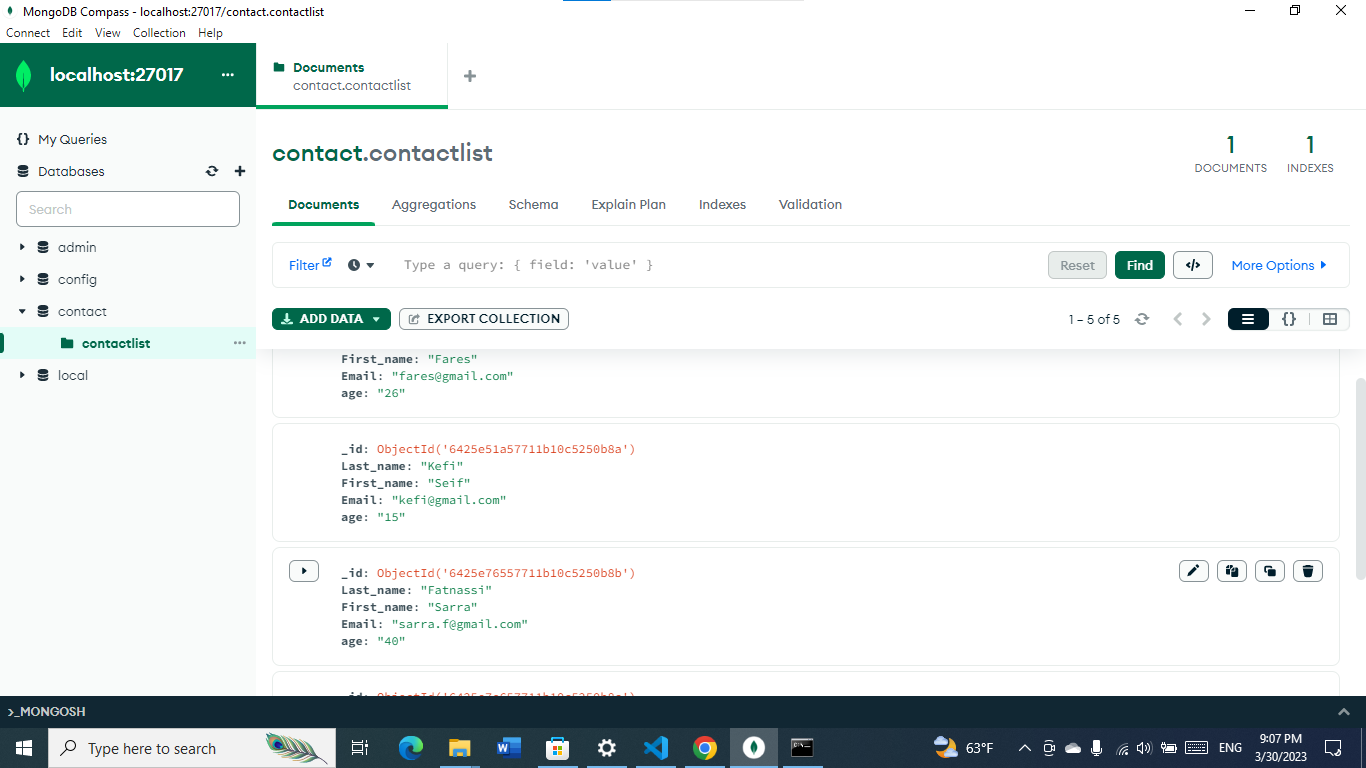 MongoDB Compass - localhost:27017/contact.contactlist
Connect Edit View Collection Help
localhost:27017 ...
Documents
contact.contactlist
{} My Queries
Databases
Search
admin
config
contact
contactlist ...
local
contact.contactlist
1
DOCUMENTS
1
INDEXES
Documents Aggregations Schema Explain Plan Indexes Validation
Filter Type a query: { field: 'value' } Reset Find </> More Options
ADD DATA EXPORT COLLECTION 1 – 5 of 5 {}
First_name: "Fares"
Email: "fares@gmail.com"
age: "26"
_id: ObjectId('6425e51a57711b10c5250b8a')
Last_name: "Kefi"
First_name: "Seif"
Email: "kefi@gmail.com"
age: "15"
_id: ObjectId('6425e76557711b10c5250b8b')
Last_name: "Fatnassi"
First_name: "Sarra"
Email: "sarra.f@gmail.com"
age: "40"
>_MONGOSH
Type here to search
63°F
ENG
9:07 PM
3/30/2023